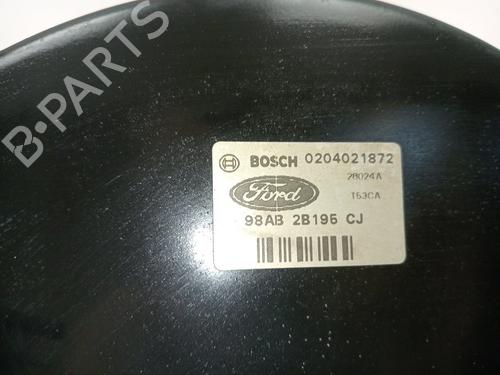 B-PARTS
BOSCH 0204021872
28024A
Ford
T53CA
98AB 2B195 CJ